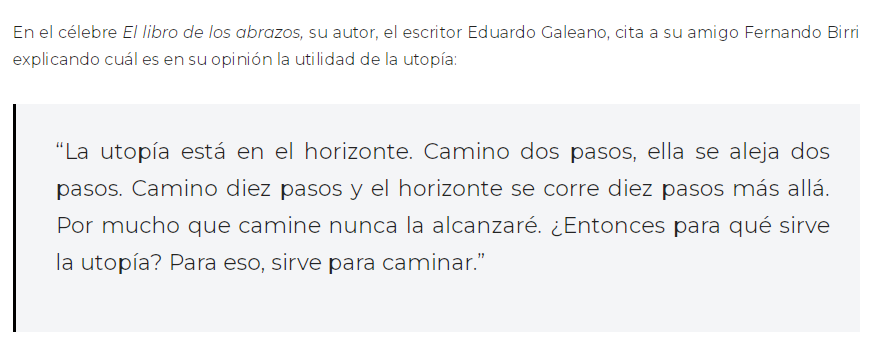 En el célebre El libro de los abrazos, su autor, el escritor Eduardo Galeano, cita a su amigo Fernando Birri
explicando cuál es en su opinión la utilidad de la utopía:
“La utopía está en el horizonte. Camino dos pasos, ella se aleja dos
pasos. Camino diez pasos y el horizonte se corre diez pasos más allá.
Por mucho que camine nunca la alcanzaré. ¿Entonces para qué sirve
la utopía? Para eso, sirve para caminar.”